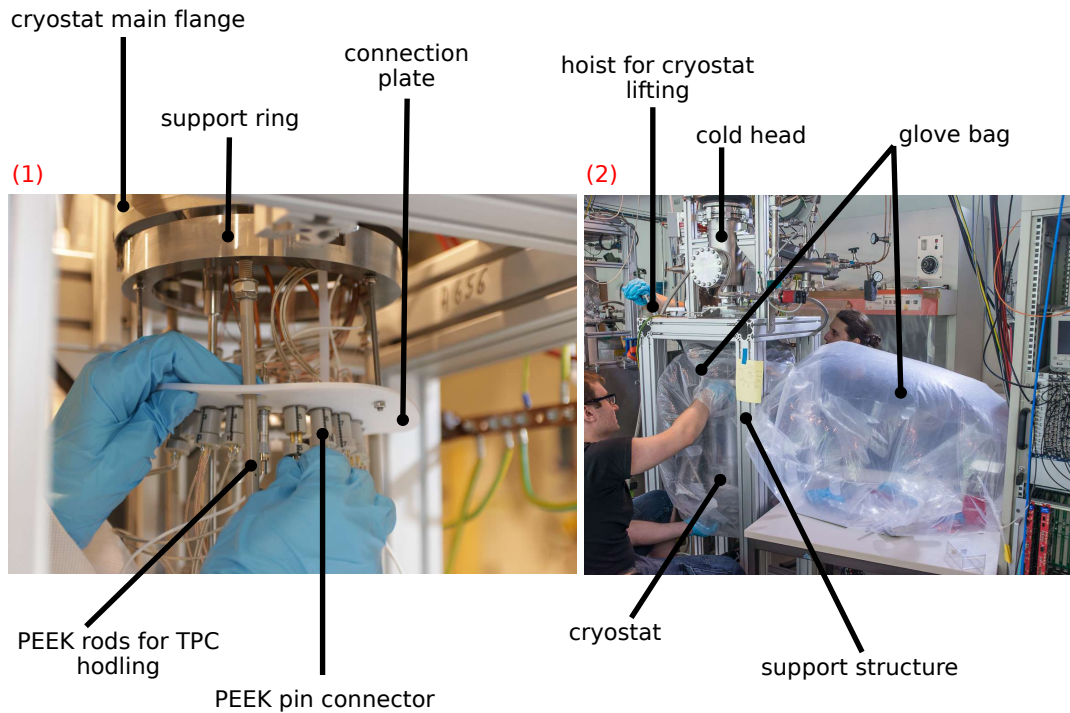 cryostat main flange
connection
plate
support ring
hoist for cryostat
lifting
cold head
glove bag
(1)
(2)
A 656
PEEK rods for TPC
hodling
PEEK pin connector
cryostat
support structure